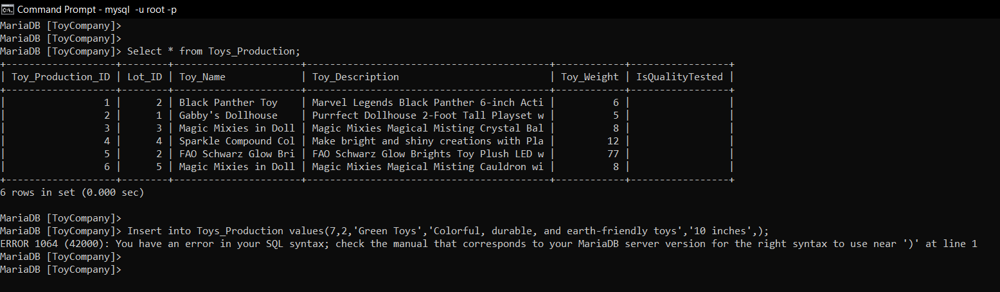 Command Prompt - mysql  -u root -p
MariaDB [ToyCompany]>
MariaDB [ToyCompany]>
MariaDB [ToyCompany]> Select * from Toys_Production;
+-------------------+--------+----------------------+------------------------------------------+------------+-----------------+
| Toy_Production_ID | Lot_ID | Toy_Name             | Toy_Description                          | Toy_Weight | IsQualityTested |
+-------------------+--------+----------------------+------------------------------------------+------------+-----------------+
|                 1 |      2 | Black Panther Toy    | Marvel Legends Black Panther 6-inch Acti |          6 |                 |
|                 2 |      1 | Gabby's Dollhouse    | Purrfect Dollhouse 2-Foot Tall Playset w |          5 |                 |
|                 3 |      3 | Magic Mixies in Doll | Magic Mixies Magical Misting Crystal Bal |          8 |                 |
|                 4 |      4 | Sparkle Compound Col | Make bright and shiny creations with Pla |         12 |                 |
|                 5 |      2 | FAO Schwarz Glow Bri | FAO Schwarz Glow Brights Toy Plush LED w |         77 |                 |
|                 6 |      5 | Magic Mixies in Doll | Magic Mixies Magical Misting Cauldron wi |          8 |                 |
+-------------------+--------+----------------------+------------------------------------------+------------+-----------------+
6 rows in set (0.000 sec)

MariaDB [ToyCompany]>
MariaDB [ToyCompany]> Insert into Toys_Production values(7,2,'Green Toys','Colorful, durable, and earth-friendly toys','10 inches',);
ERROR 1064 (42000): You have an error in your SQL syntax; check the manual that corresponds to your MariaDB server version for the right syntax to use near ')' at line 1
MariaDB [ToyCompany]>
MariaDB [ToyCompany]>